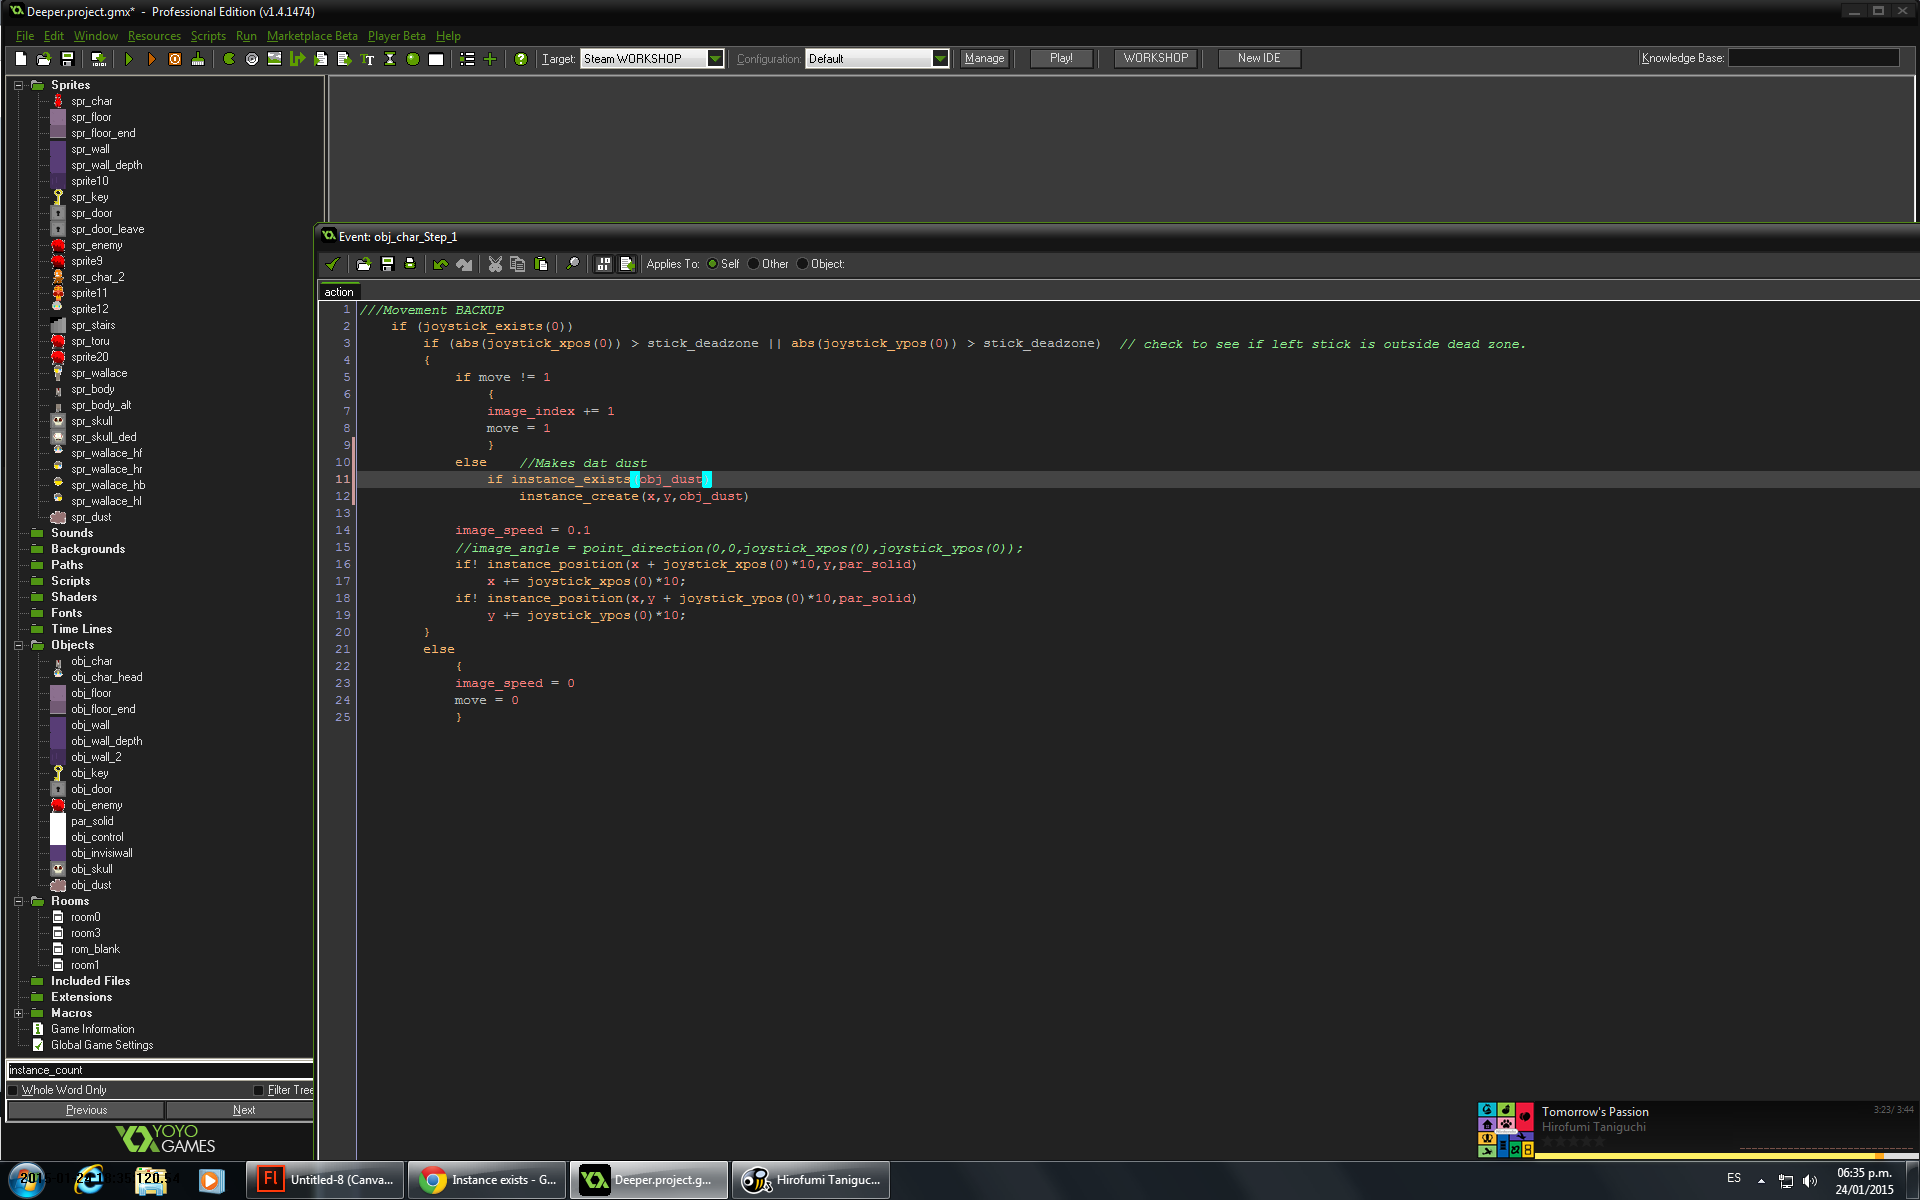 Deeper.project.gmx* - Professional Edition (v1.4.1474)
File Edit Window Resources Scripts Run Marketplace Beta Player Beta Help
Target: Steam WORKSHOP Configuration: Default Manage Play! WORKSHOP New IDE Knowledge Base:
Sprites
spr_char
spr_floor
spr_floor_end
spr_wall
spr_wall_depth
sprite10
spr_key
spr_door
spr_door_leave
spr_enemy
sprite9
spr_char_2
sprite11
sprite12
spr_stairs
spr_toru
sprite20
spr_wallace
spr_body
spr_body_alt
spr_skull
spr_skull_ded
spr_wallace_hf
spr_wallace_hr
spr_wallace_hb
spr_wallace_hl
spr_dust
Sounds
Backgrounds
Paths
Scripts
Shaders
Fonts
Time Lines
Objects
obj_char
obj_char_head
obj_floor
obj_floor_end
obj_wall
obj_wall_depth
obj_wall_2
obj_key
obj_door
obj_enemy
par_solid
obj_control
obj_invisiwall
obj_skull
obj_dust
Rooms
room0
room3
rom_blank
room1
Included Files
Extensions
Macros
Game Information
Global Game Settings
instance_count
Whole Word Only Filter Tree
Previous Next
YOYO
GAMES
Event: obj_char_Step_1
Applies To: Self Other Object:
action
1 ///Movement BACKUP
2 if (joystick_exists(0))
3 if (abs(joystick_xpos(0)) > stick_deadzone || abs(joystick_ypos(0)) > stick_deadzone) // check to see if left stick is outside dead zone.
4 {
5 if move != 1
6 {
7 image_index += 1
8 move = 1
9 }
10 else //Makes dat dust
11 if instance_exists(obj_dust)
12 instance_create(x,y,obj_dust)
13
14 image_speed = 0.1
15 //image_angle = point_direction(0,0,joystick_xpos(0),joystick_ypos(0));
16 if! instance_position(x + joystick_xpos(0)*10,y,par_solid)
17 x += joystick_xpos(0)*10;
18 if! instance_position(x,y + joystick_ypos(0)*10,par_solid)
19 y += joystick_ypos(0)*10;
20 }
21 else
22 {
23 image_speed = 0
24 move = 0
25 }
Tomorrow's Passion 3:23/ 3:44
Hirofumi Taniguchi
Fl Untitled-8 (Canva... Instance exists - G... Deeper.project.g... Hirofumi Taniguc...
ES
06:35 p.m.
24/01/2015